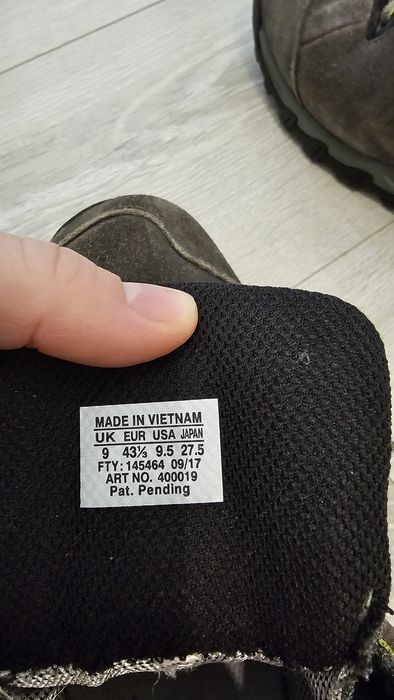 MADE IN VIETNAM
UK EUR USA JAPAN
9 43⅓ 9.5 27.5
FTY: 145464 09/17
ART NO. 400019
Pat. Pending